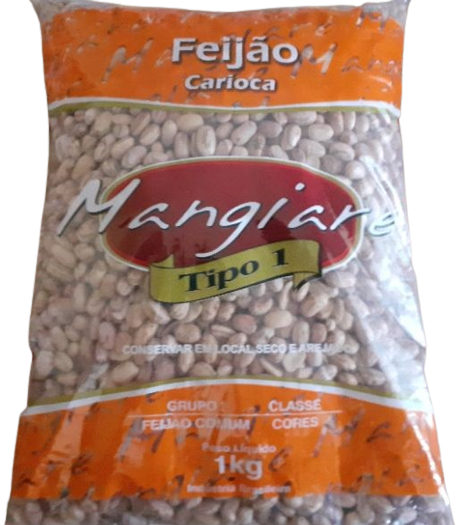 Feijão
Carioca
Mangiare
Tipo 1
CONSERVAR EM LOCAL SECO E AREJADO
GRUPO: CLASSE
FEIJÃO COMUM CORES
Peso Líquido
1kg
Indústria Brasileira